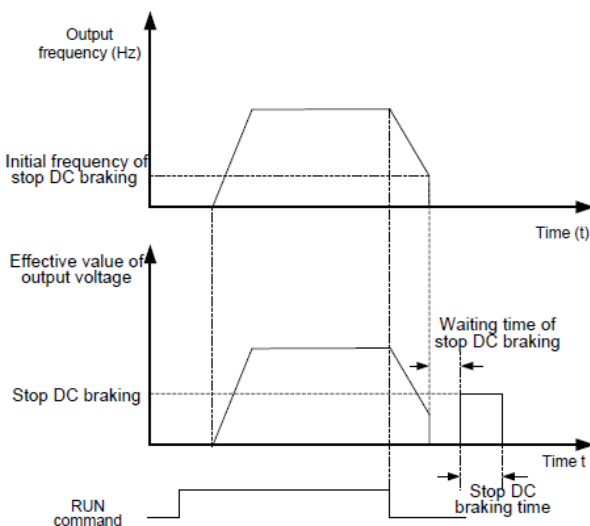 Output
frequency (Hz)
Initial frequency of
stop DC braking
Time (t)
Effective value of
output voltage
Waiting time of
stop DC braking
Stop DC braking
Time t
Stop DC
braking time
RUN
command